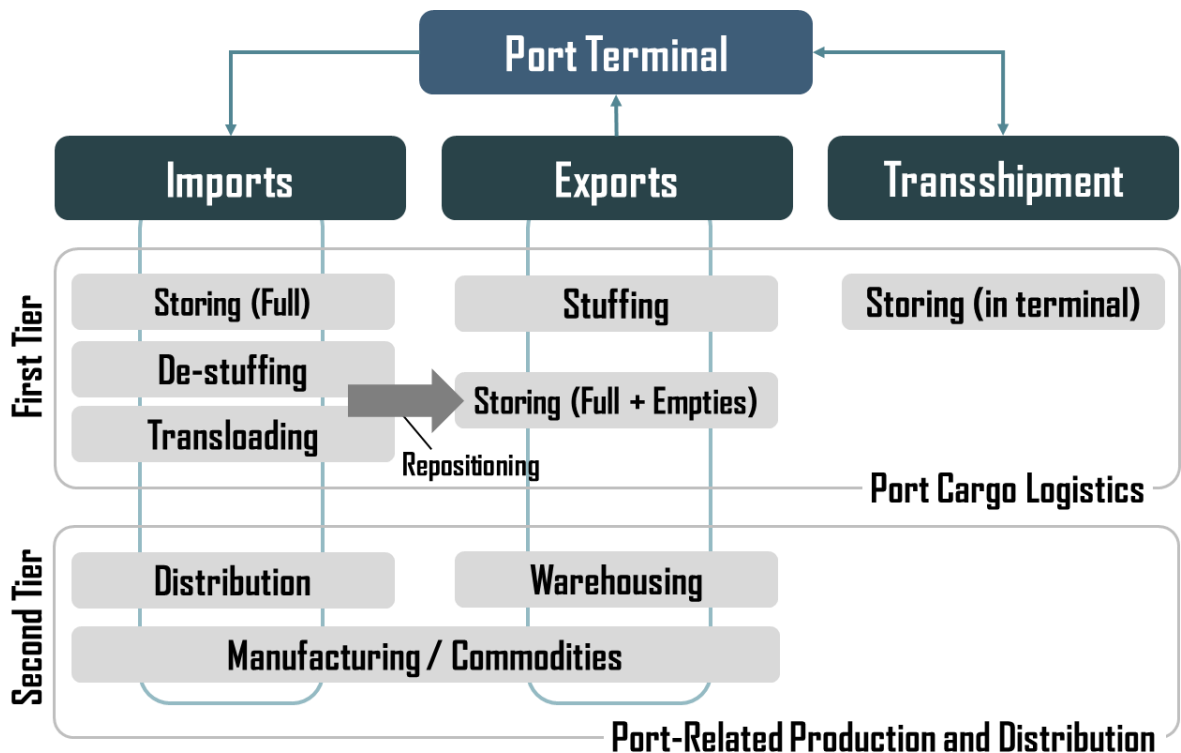 Port Terminal
Imports
Exports
Transshipment
First Tier
Storing (Full)
Stuffing
Storing (in terminal)
De-stuffing
Storing (Full + Empties)
Transloading
Repositioning
Port Cargo Logistics
Second Tier
Distribution
Warehousing
Manufacturing / Commodities
Port-Related Production and Distribution